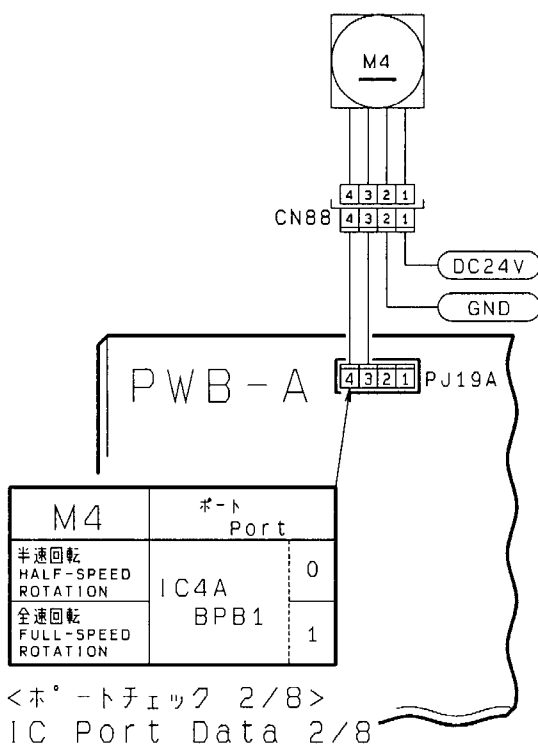 M4
4 3 2 1
CN88 4 3 2 1
DC24V
GND
PWB-A 4 3 2 1 PJ19A
M4 ポート
Port
半速回転
HALF-SPEED
ROTATION
0
IC4A
BPB1
全速回転
FULL-SPEED
ROTATION
1
<ポートチェック 2/8>
IC Port Data 2/8